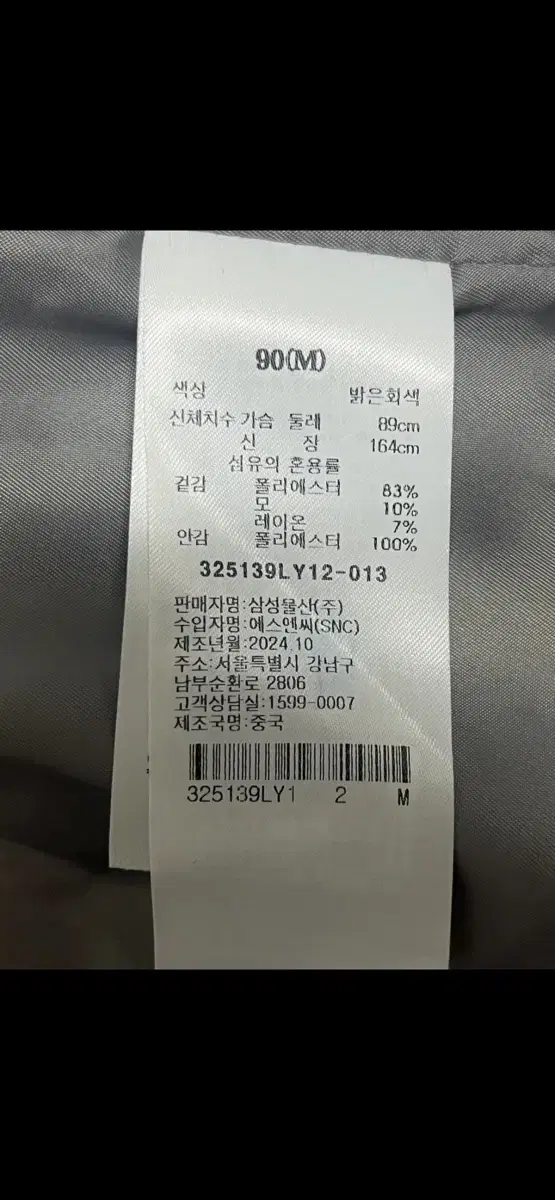 90(M)
색상 밝은회색
신체치수 가슴 둘레 89cm
신 장 164cm
섬유의 혼용률
겉감 폴리에스터 83%
모 10%
레이온 7%
안감 폴리에스터 100%
325139LY12-013
판매자명:삼성물산(주)
수입자명:에스엔씨(SNC)
제조년월:2024.10
주소:서울특별시 강남구
남부순환로 2806
고객상담실:1599-0007
제조국명:중국
325139LY1 2 M